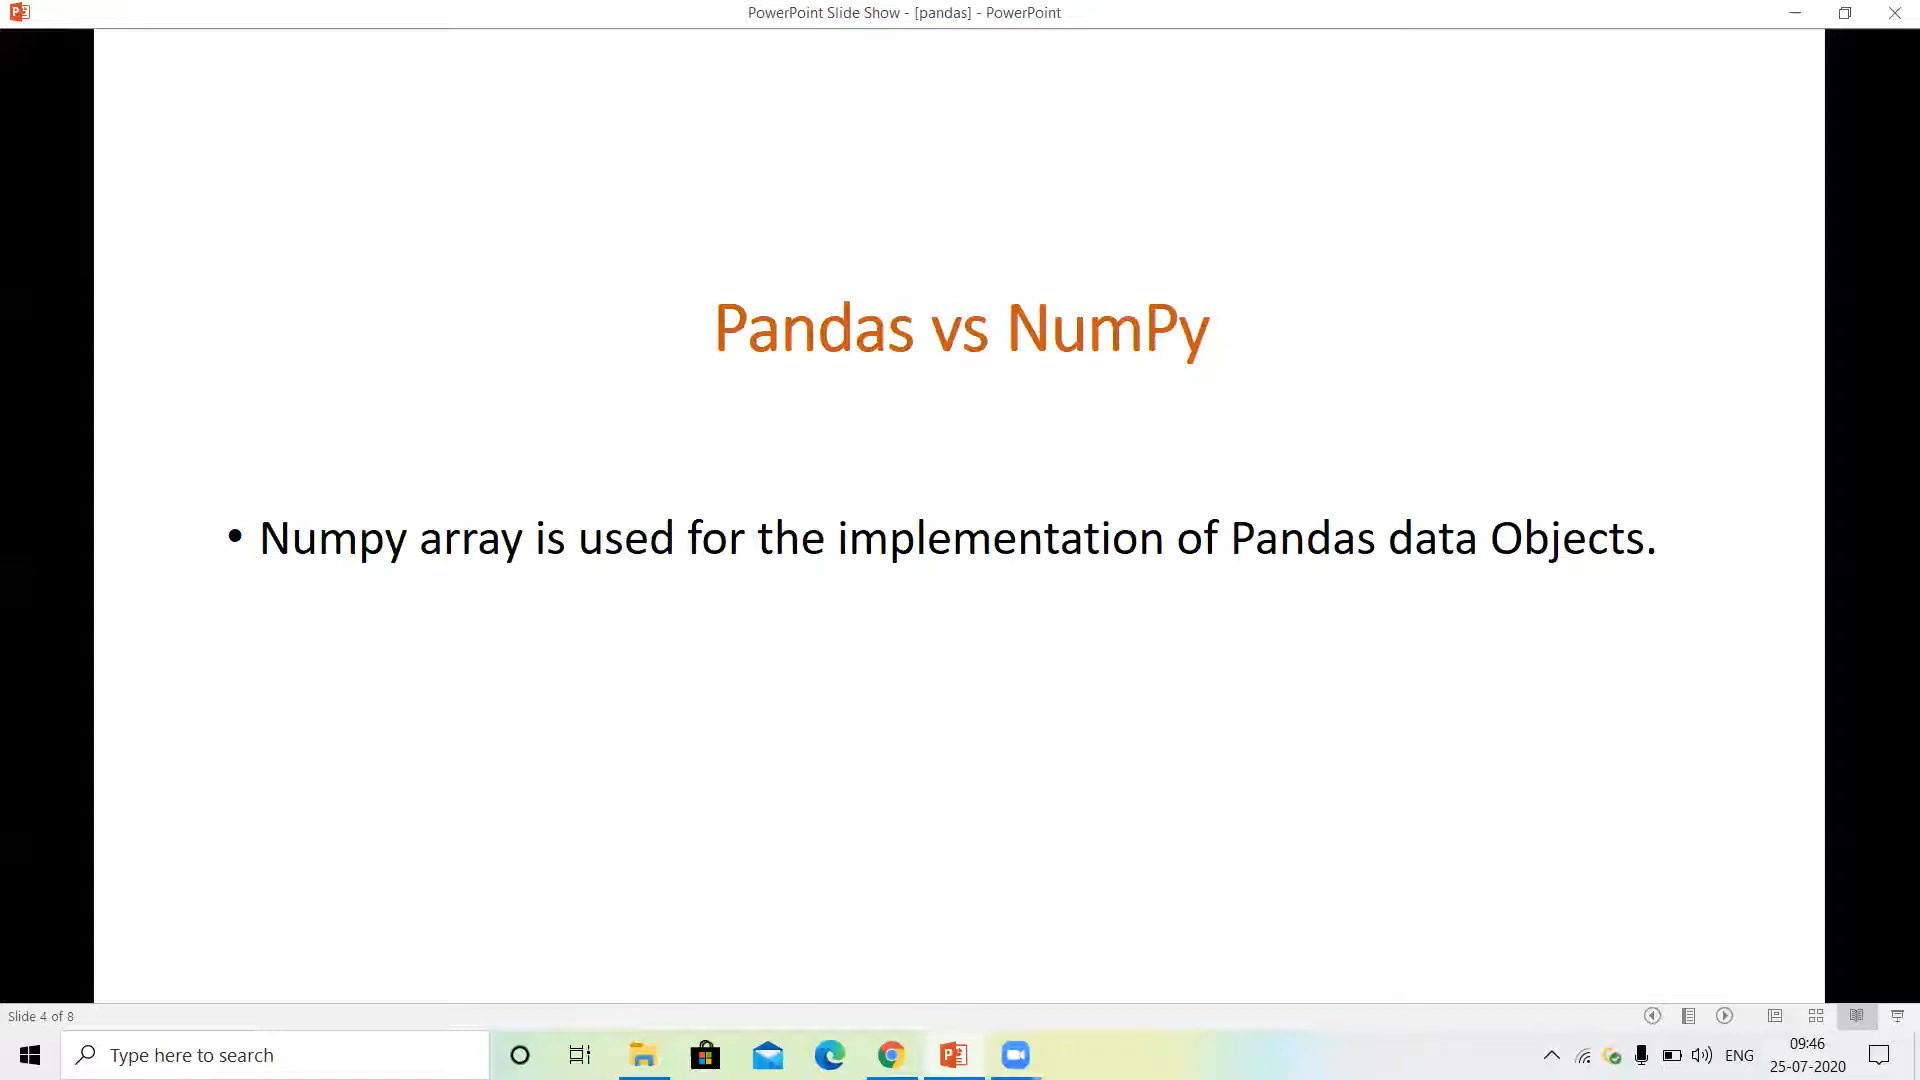 PowerPoint Slide Show - [pandas] - PowerPoint
Pandas vs NumPy
• Numpy array is used for the implementation of Pandas data Objects.
Slide 4 of 8
Type here to search
ENG
09:46
25-07-2020